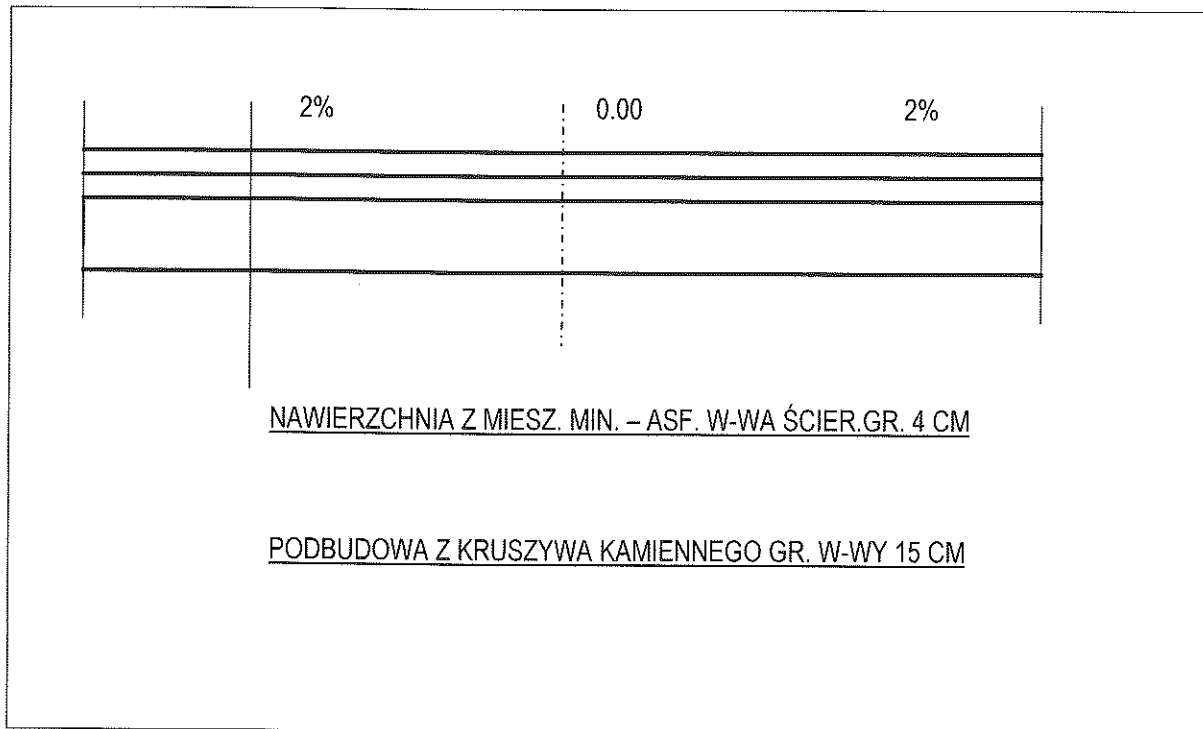 2% 0.00 2%
NAWIERZCHNIA Z MIESZ. MIN. – ASF. W-WA ŚCIER.GR. 4 CM
PODBUDOWA Z KRUSZYWA KAMIENNEGO GR. W-WY 15 CM